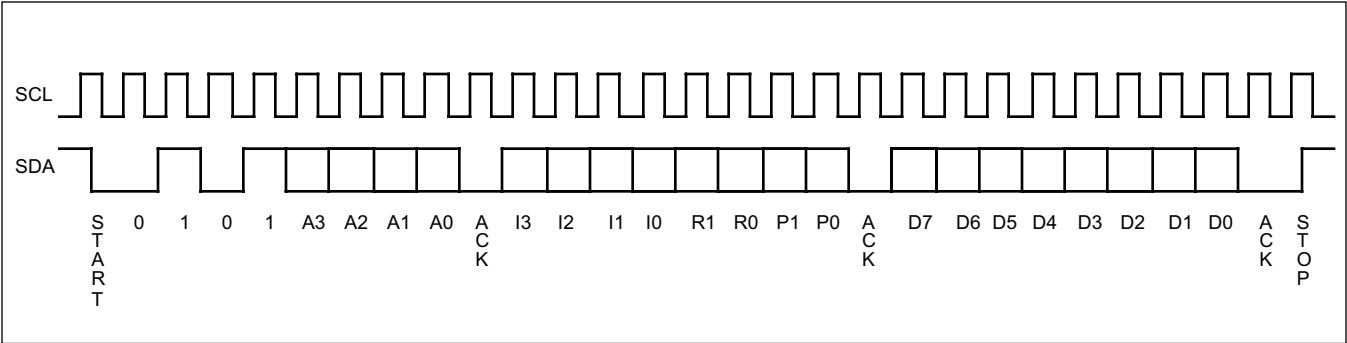 SCL
SDA
START 0 1 0 1 A3 A2 A1 A0 ACK I3 I2 I1 I0 R1 R0 P1 P0 ACK D7 D6 D5 D4 D3 D2 D1 D0 ACK STOP